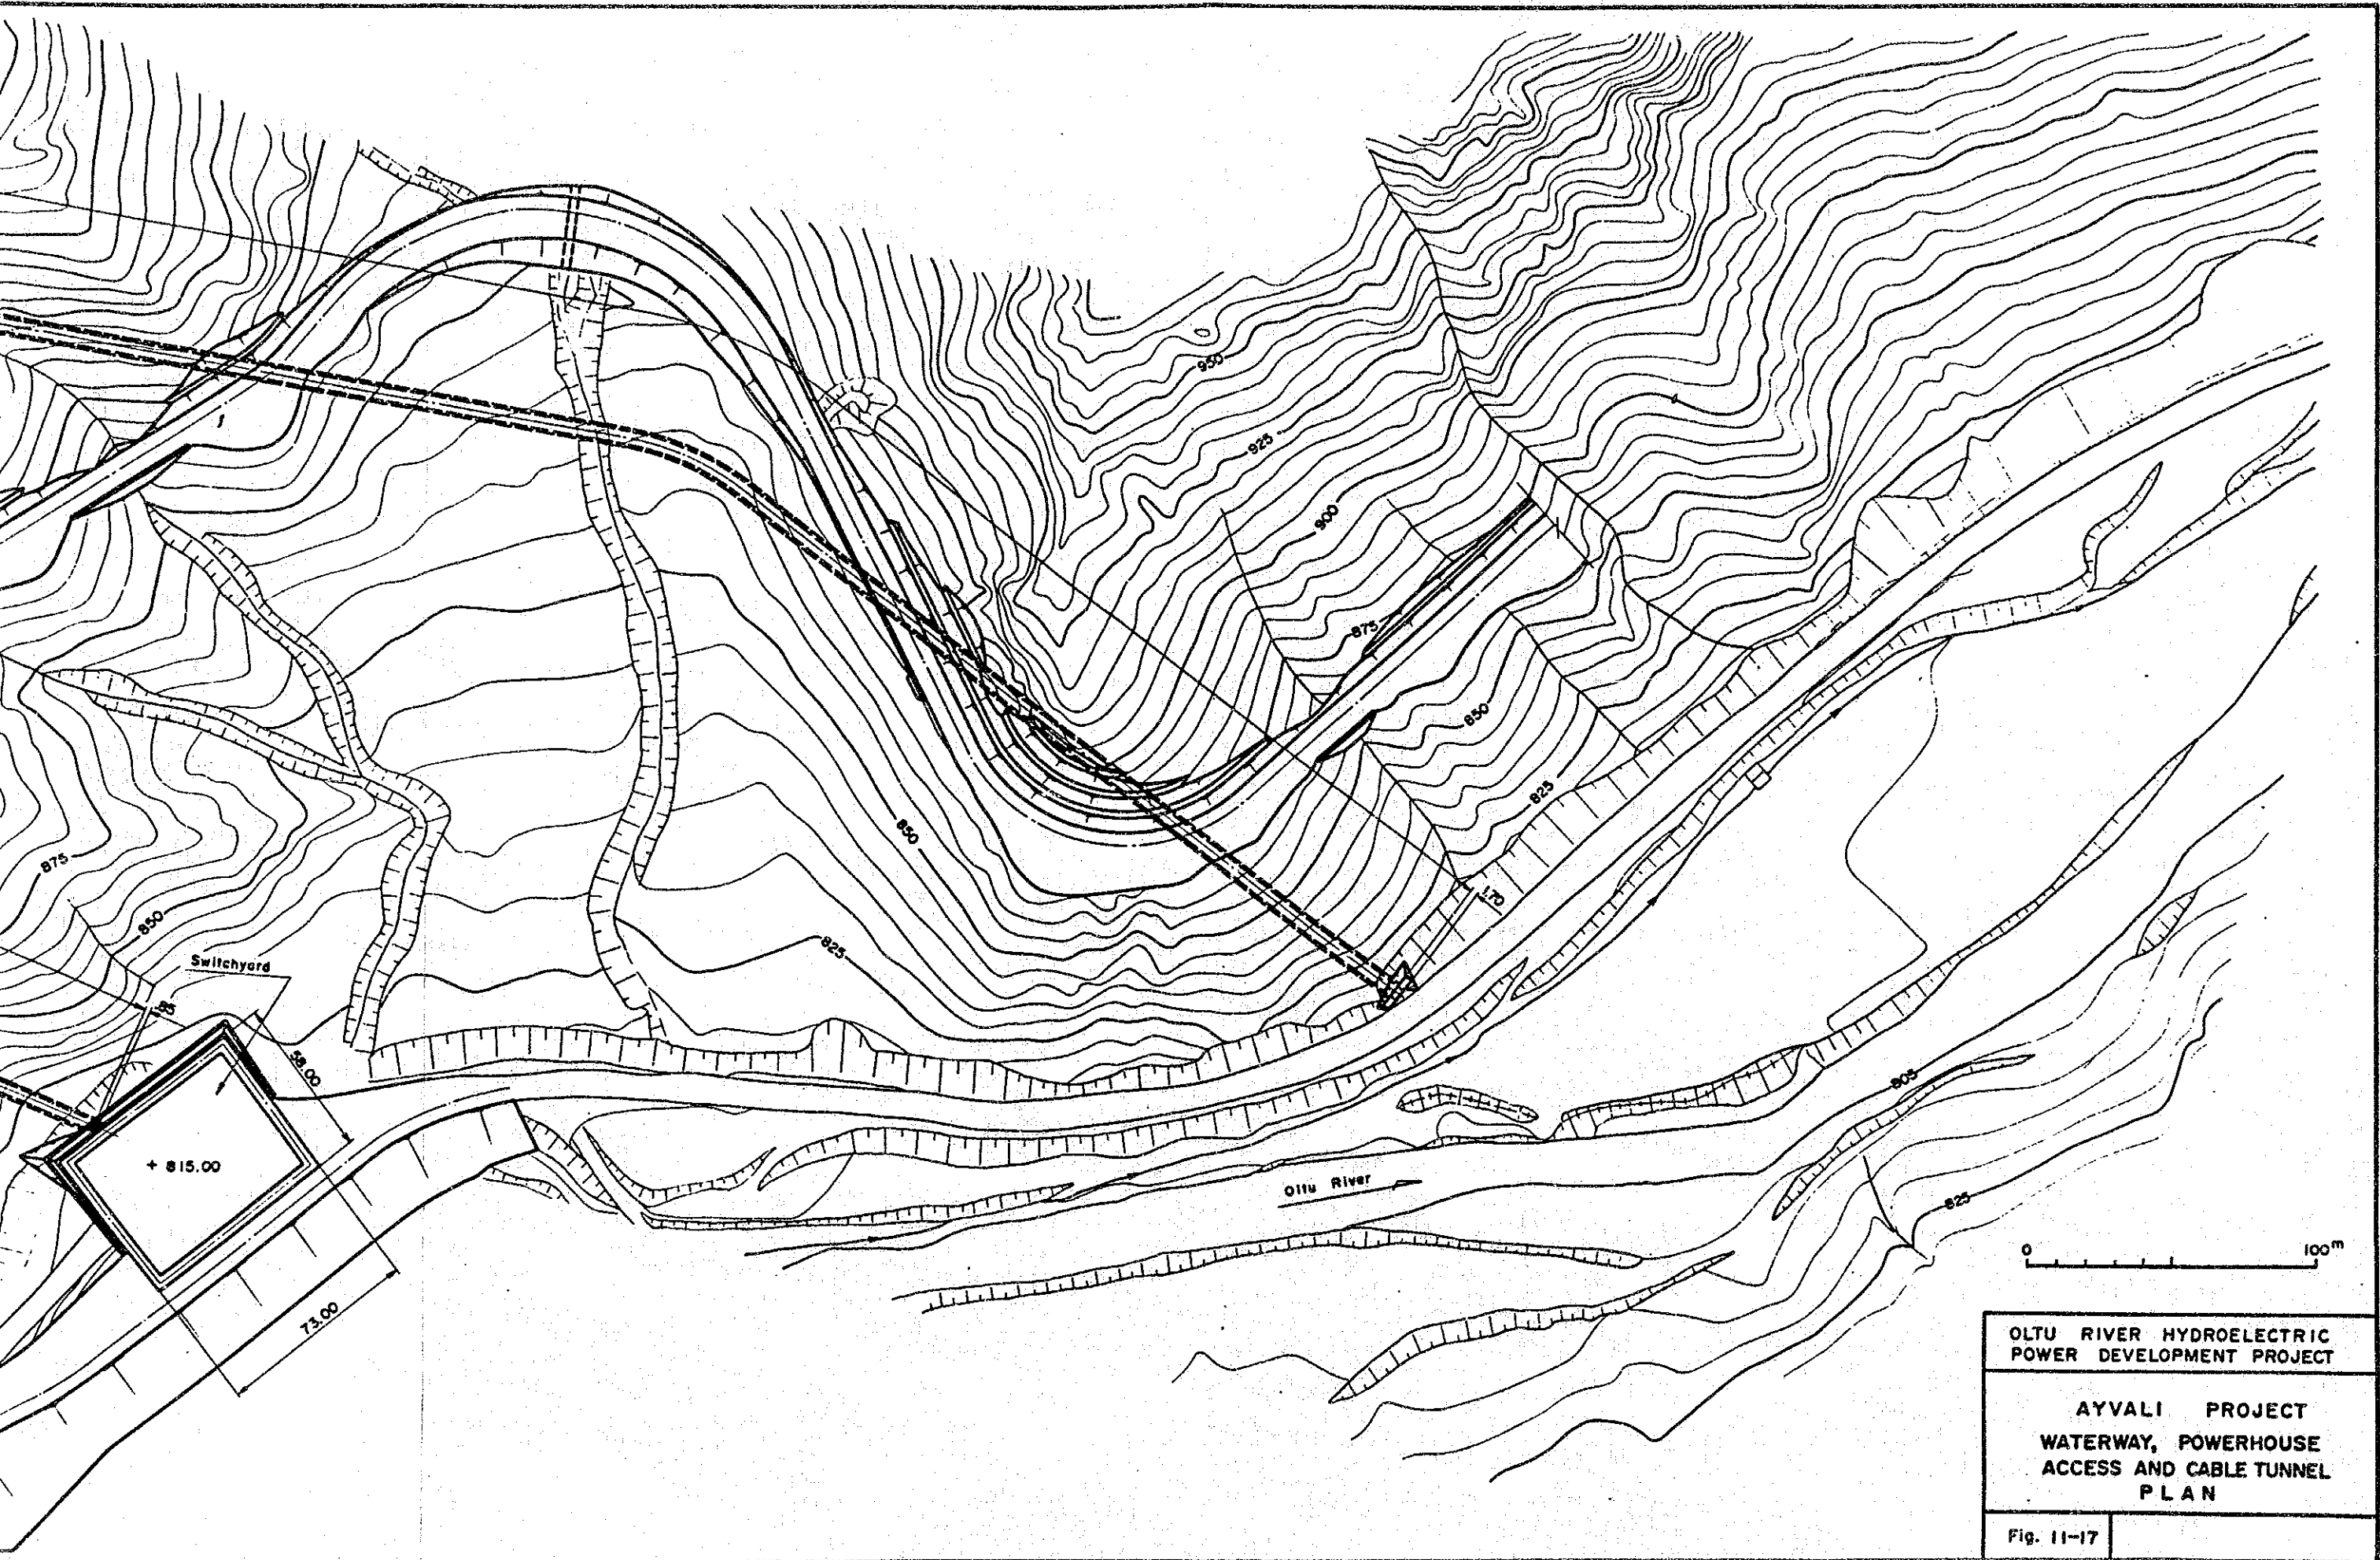 950
925
900
875
850
825
1.70
850
825
875
850
Switchyard
.85
58.00
+ 815.00
73.00
Oltu River
805
825
0 100m
OLTU RIVER HYDROELECTRIC
POWER DEVELOPMENT PROJECT
AYVALI PROJECT
WATERWAY, POWERHOUSE
ACCESS AND CABLE TUNNEL
PLAN
Fig. 11-17